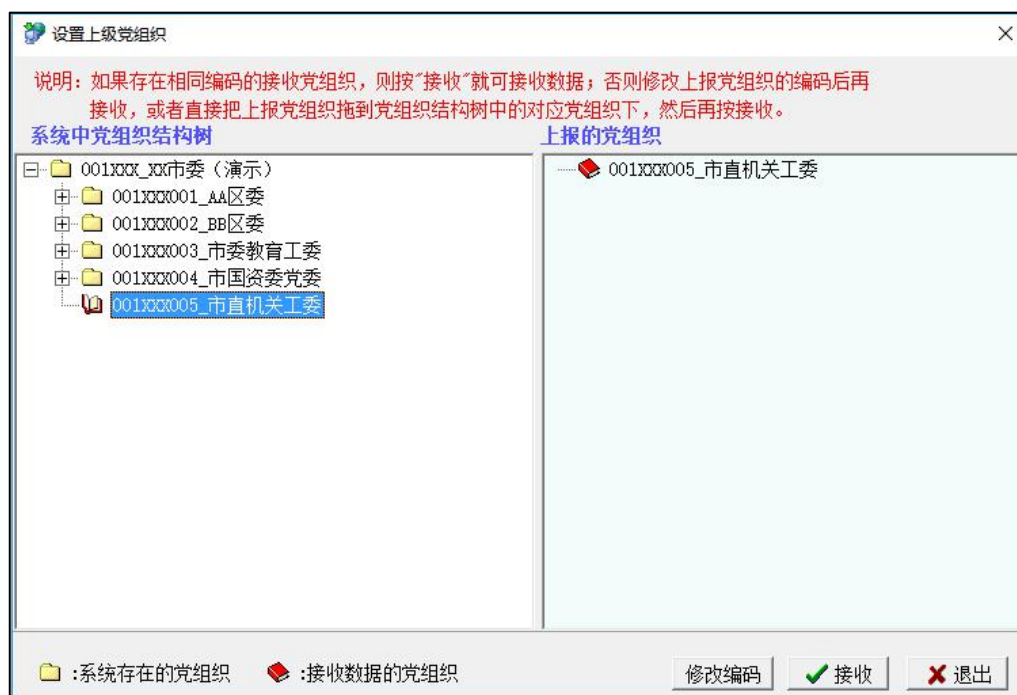 设置上级党组织
说明：如果存在相同编码的接收党组织，则按"接收"就可接收数据；否则修改上报党组织的编码后再
接收，或者直接把上报党组织拖到党组织结构树中的对应党组织下，然后再按接收。
系统中党组织结构树
上报的党组织
001XXX_XX市委（演示）
001XXX001_AA区委
001XXX002_BB区委
001XXX003_市委教育工委
001XXX004_市国资委党委
001XXX005_市直机关工委
001XXX005_市直机关工委
:系统存在的党组织
:接收数据的党组织
修改编码
接收
退出